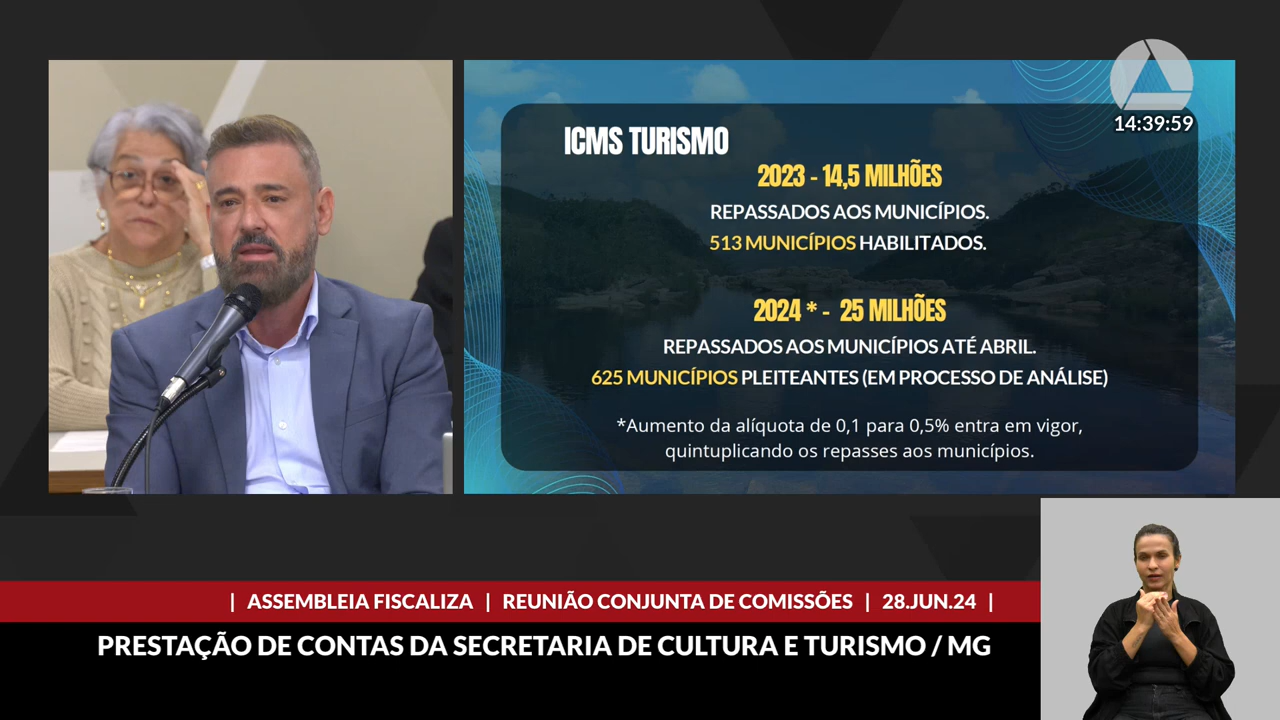 14:39:59
ICMS TURISMO
2023 - 14,5 MILHÕES
REPASSADOS AOS MUNICÍPIOS.
513 MUNICÍPIOS HABILITADOS.
2024 * - 25 MILHÕES
REPASSADOS AOS MUNICÍPIOS ATÉ ABRIL.
625 MUNICÍPIOS PLEITEANTES (EM PROCESSO DE ANÁLISE)
*Aumento da alíquota de 0,1 para 0,5% entra em vigor,
quintuplicando os repasses aos municípios.
| ASSEMBLEIA FISCALIZA | REUNIÃO CONJUNTA DE COMISSÕES | 28.JUN.24 |
PRESTAÇÃO DE CONTAS DA SECRETARIA DE CULTURA E TURISMO / MG